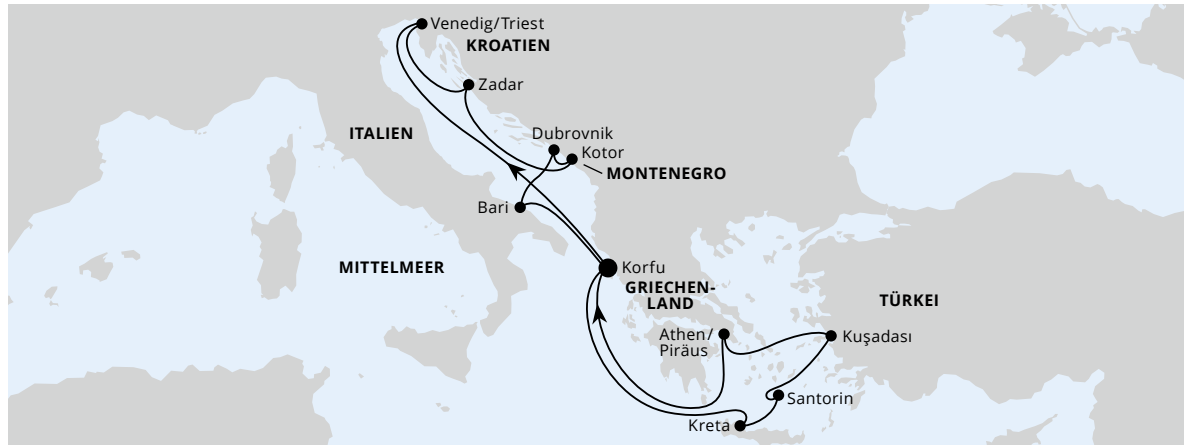 Venedig/Triest
KROATIEN
Zadar
ITALIEN
Dubrovnik
Kotor
MONTENEGRO
Bari
MITTELMEER
Korfu
GRIECHEN-
LAND
TÜRKEI
Athen/
Piräus
Kuşadası
Santorin
Kreta